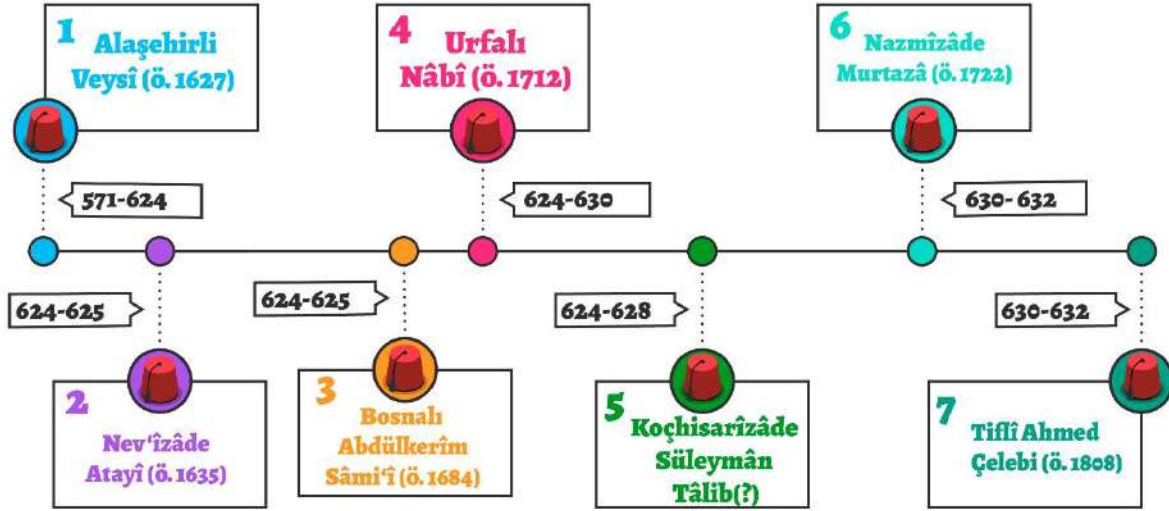 1 Alaşehirli
Veysî (ö. 1627)
571-624
2
Nev‘îzâde
Atayî (ö. 1635)
624-625
3
Bosnalı
Abdülkerîm
Sâmi‘î (ö. 1684)
624-625
4 Urfalı
Nâbî (ö. 1712)
624-630
5 Koçhisarîzâde
Süleymân
Tâlib(?)
624-628
6 Nazmîzâde
Murtazâ (ö. 1722)
630- 632
7 Tiflî Ahmed
Çelebi (ö. 1808)
630-632